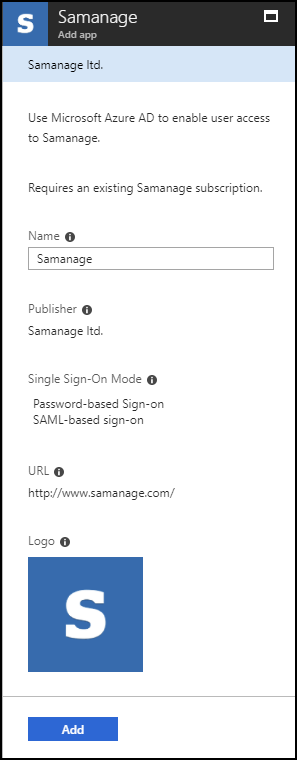 S
Samanage
Add app
Samanage ltd.
Use Microsoft Azure AD to enable user access
to Samanage.
Requires an existing Samanage subscription.
Name
Samanage
Publisher
Samanage ltd.
Single Sign-On Mode
Password-based Sign-on
SAML-based sign-on
URL
http://www.samanage.com/
Logo
S
Add